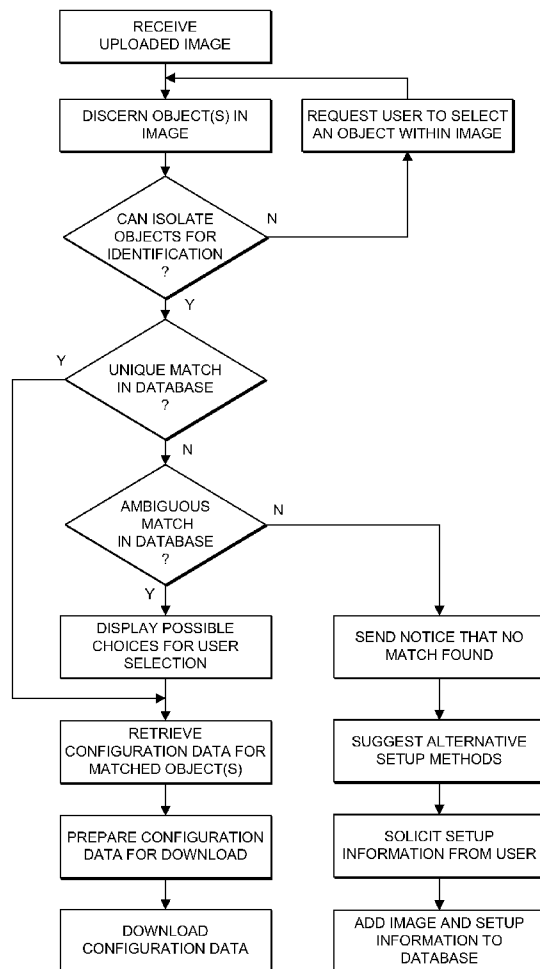 RECEIVE
UPLOADED IMAGE
DISCERN OBJECT(S) IN
IMAGE
REQUEST USER TO SELECT
AN OBJECT WITHIN IMAGE
CAN ISOLATE
OBJECTS FOR
IDENTIFICATION
?
N
Y
UNIQUE MATCH
IN DATABASE
?
Y
N
AMBIGUOUS
MATCH
IN DATABASE
?
N
Y
DISPLAY POSSIBLE
CHOICES FOR USER
SELECTION
SEND NOTICE THAT NO
MATCH FOUND
RETRIEVE
CONFIGURATION DATA FOR
MATCHED OBJECT(S)
SUGGEST ALTERNATIVE
SETUP METHODS
PREPARE CONFIGURATION
DATA FOR DOWNLOAD
SOLICIT SETUP
INFORMATION FROM USER
DOWNLOAD
CONFIGURATION DATA
ADD IMAGE AND SETUP
INFORMATION TO
DATABASE